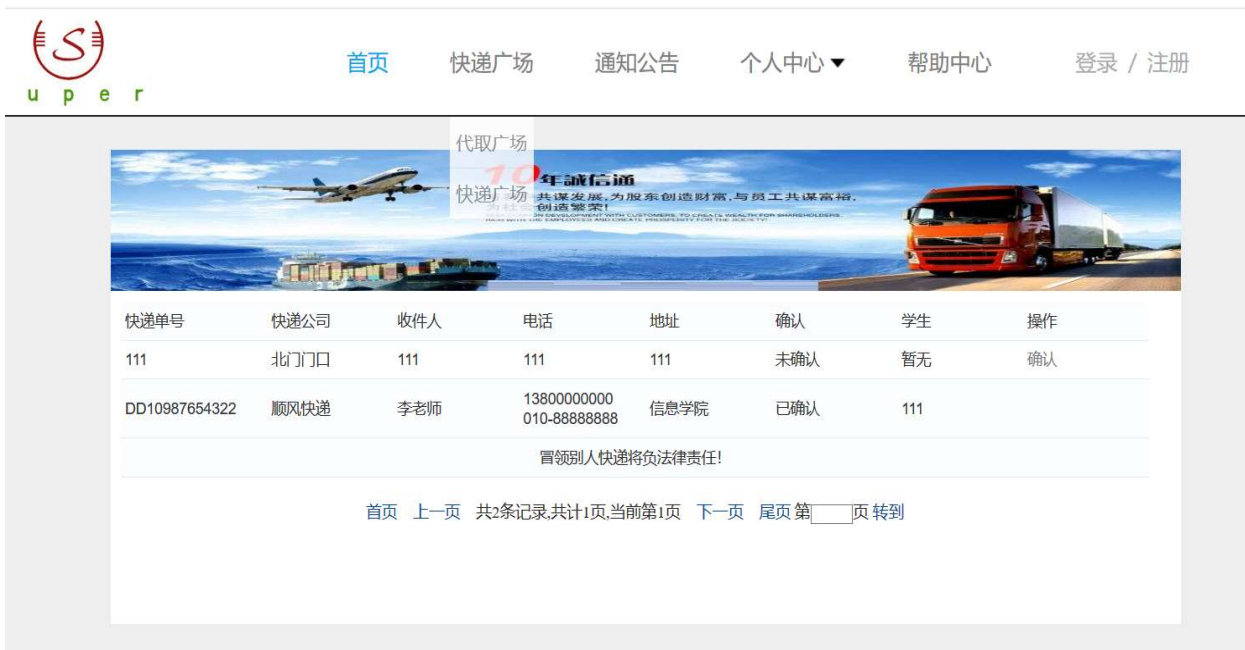 S
uper
首页 快递广场 通知公告 个人中心▼ 帮助中心 登录 / 注册
代取广场
快递广场
10年誠信通
共谋发展,为股东创造财富,与员工共谋富裕,
创造繁荣!
快递单号 快递公司 收件人 电话 地址 确认 学生 操作
111 北门门口 111 111 111 未确认 暂无 确认
DD10987654322 顺风快递 李老师 13800000000 信息学院 已确认 111
010-88888888
冒领别人快递将负法律责任!
首页 上一页 共2条记录,共计1页,当前第1页 下一页 尾页 第 页 转到